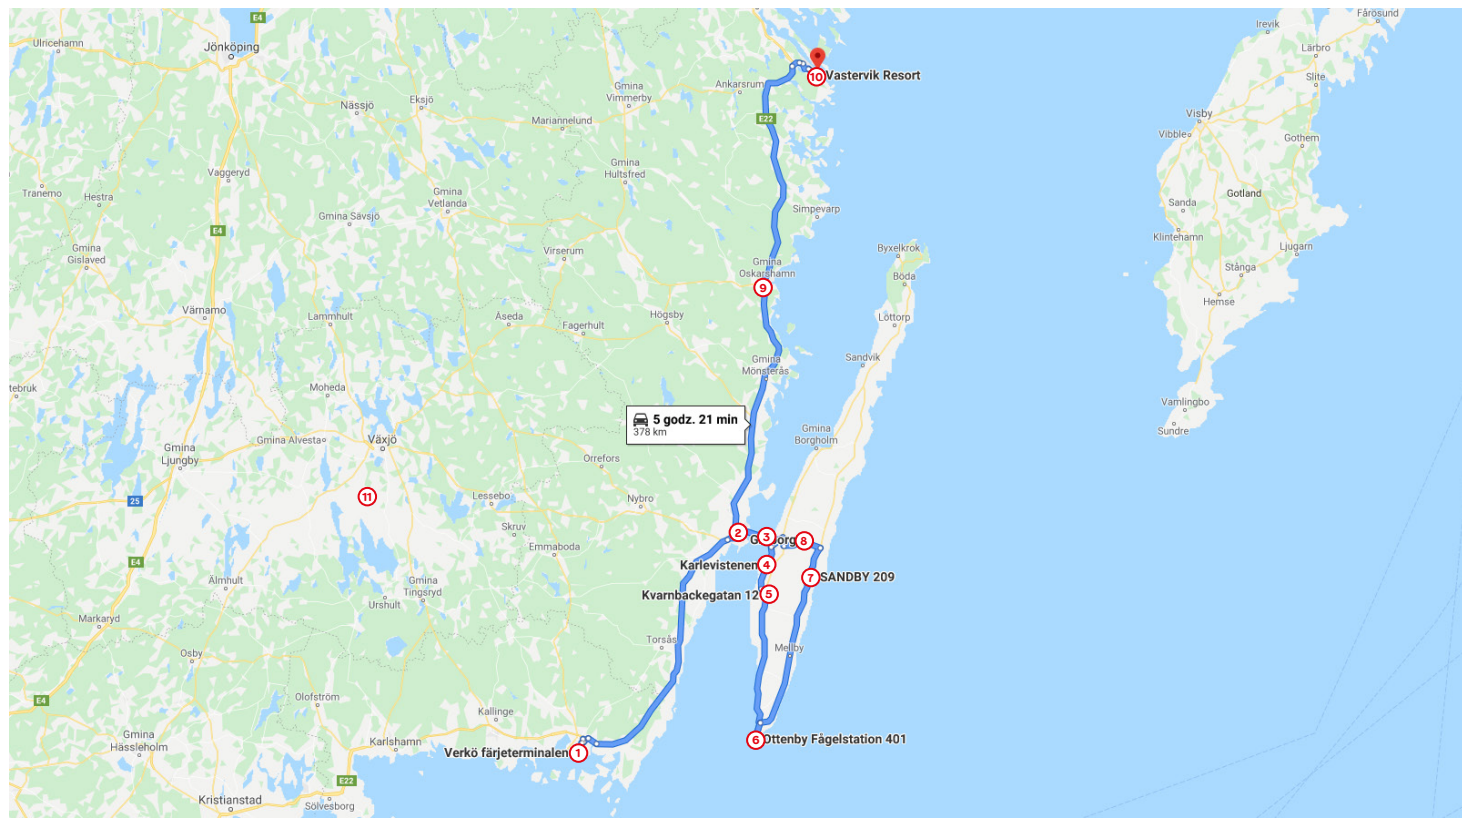 Ulricehamn
Jönköping
E4
Irevik
Fårösund
Lärbro
Slite
Vastervik Resort
10
Ankarsrum
Gmina
Vimmerby
Nässjö
Eksjö
Mariannelund
E22
Visby
Vibble
Gothem
Tranemo
Hestra
Vaggeryd
Gmina
Hultsfred
Gmina
Vetlanda
Gmina Sävsjö
E4
Simpevarp
Gotland
Sanda
Klintehamn
Ljugarn
Gmina
Gislaved
Virserum
Byxelkrok
Böda
Gmina
Oskarshamn
9
Stånga
Hemse
Värnamo
Lammhult
Åseda
Fagerhult
Högsby
Löttorp
Gmina
Mönsterås
Sandvik
tebruk
Moheda
Vamlingbo
Sundre
5 godz. 21 min
378 km
Gmina
Borgholm
Gmina
Ljungby
Gmina Alvesta
Växjö
Orrefors
25
11
Lessebo
Nybro
Skruv
Emmaboda
2
3
8
E4
Karlevistenen
4
Kvarnbackegatan 12
5
7
SANDBY 209
Älmhult
Urshult
Gmina
Tingsryd
Markaryd
Osby
Torsås
Mellby
E4
Olofström
Kallinge
Gmina
Hässleholm
Karlshamn
Verkö färjeterminalen
1
6
Ottenby Fågelstation 401
E22
Kristianstad
Sölvesborg